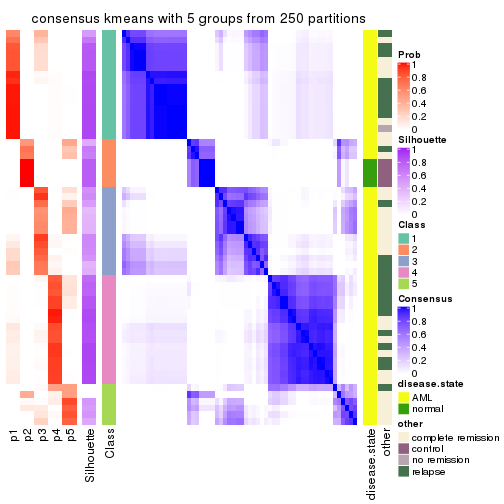 consensus kmeans with 5 groups from 250 partitions
Prob
1
0.8
0.6
0.4
0.2
0
Silhouette
1
0.8
0.6
0.4
0.2
0
Class
1
2
3
4
5
Consensus
1
0.8
0.6
0.4
0.2
0
disease.state
AML
normal
other
complete remission
control
no remission
relapse
p1
p2
p3
p4
p5
Silhouette
Class
disease.state
other